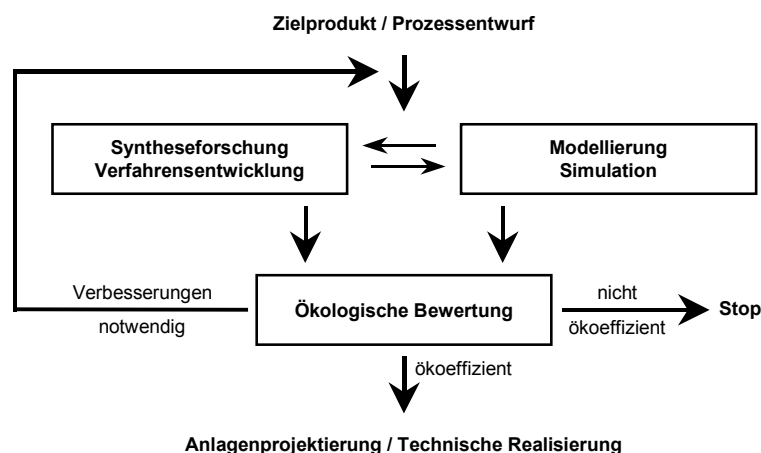 Zielprodukt / Prozessentwurf
Syntheseforschung
Verfahrensentwicklung
Modellierung
Simulation
Verbesserungen
notwendig
Ökologische Bewertung
nicht
ökoeffizient
Stop
ökoeffizient
Anlagenprojektierung / Technische Realisierung